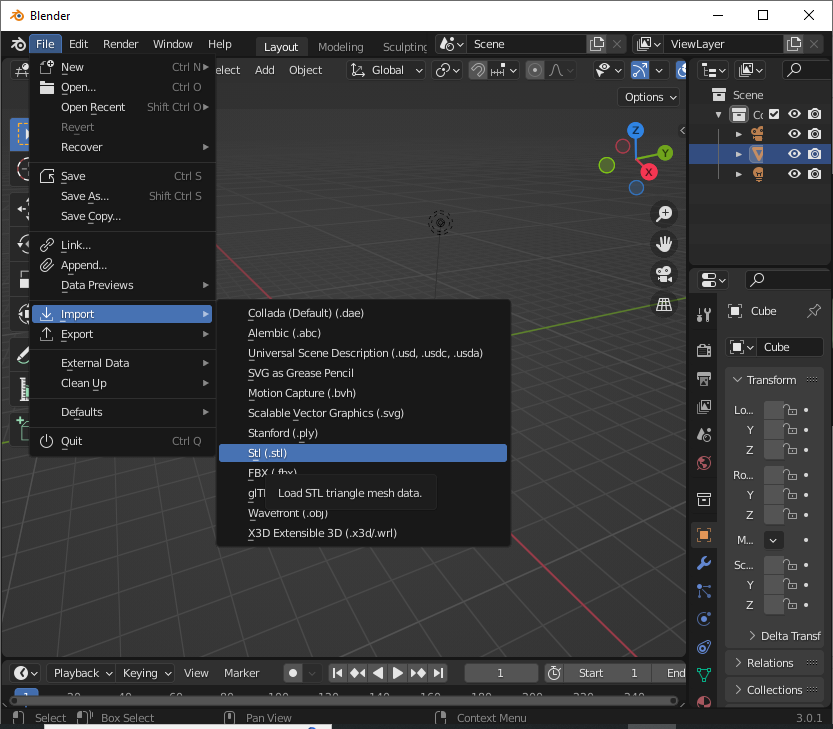 Blender
File Edit Render Window Help Layout Modeling Sculpting Scene ViewLayer
elect Add Object Global
Options
New Ctrl N
Open... Ctrl O
Open Recent Shift Ctrl O
Revert
Recover
Save Ctrl S
Save As... Shift Ctrl S
Save Copy...
Link...
Append...
Data Previews
Import
Export
External Data
Clean Up
Defaults
Quit Ctrl Q
Collada (Default) (.dae)
Alembic (.abc)
Universal Scene Description (.usd, .usdc, .usda)
SVG as Grease Pencil
Motion Capture (.bvh)
Scalable Vector Graphics (.svg)
Stanford (.ply)
Stl (.stl)
FBX (.fbx)
glTI Load STL triangle mesh data.
Wavefront (.obj)
X3D Extensible 3D (.x3d/.wrl)
Z
Y
X
Scene
Cube
Cube
Transform
Lo...
Y
Z
Ro...
Y
Z
M...
Sc...
Y
Z
Delta Transf
Relations
Collections
Playback Keying View Marker 1 Start 1 End
Select Box Select Pan View Context Menu 3.0.1